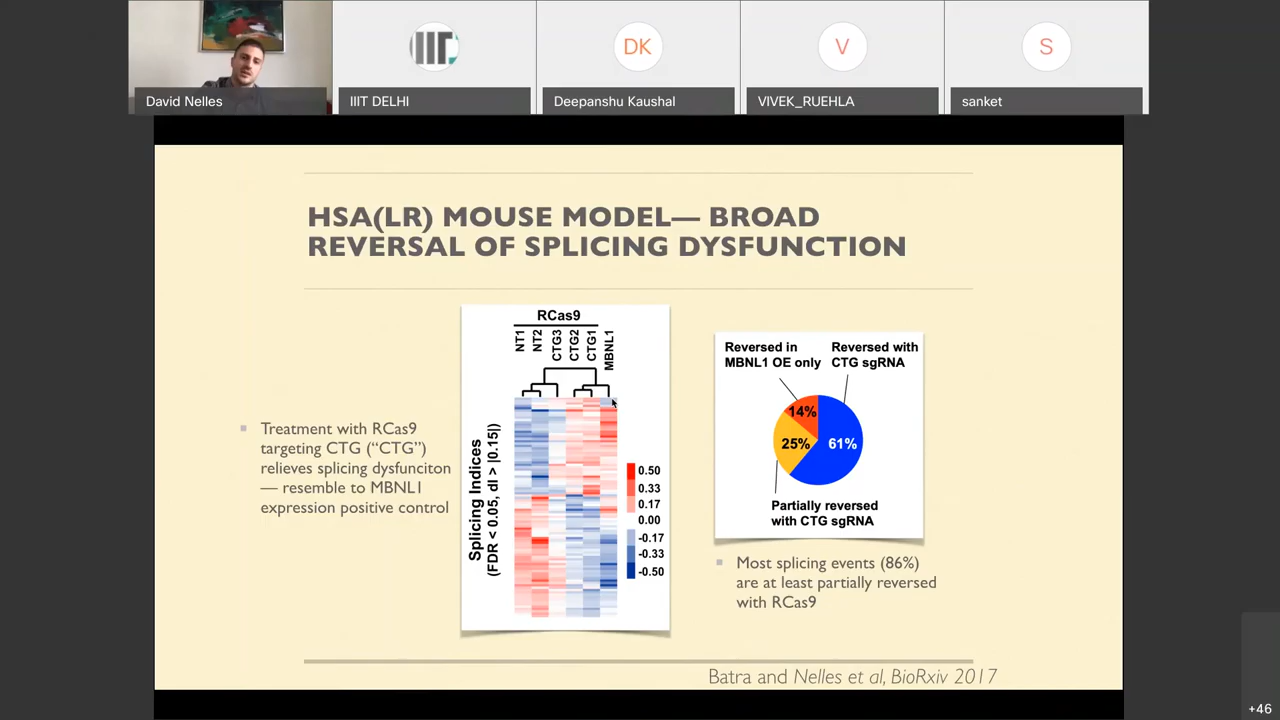 David Nelles
IIIT DELHI
DK
Deepanshu Kaushal
V
VIVEK_RUEHLA
S
sanket
HSA(LR) MOUSE MODEL— BROAD
REVERSAL OF SPLICING DYSFUNCTION
Treatment with RCas9
targeting CTG (“CTG”)
relieves splicing dysfunciton
— resemble to MBNL1
expression positive control
RCas9
NT1
NT2
CTG3
CTG2
CTG1
MBNL1
Splicing Indices
(FDR < 0.05, dI > |0.15|)
0.50
0.33
0.17
0.00
-0.17
-0.33
-0.50
Reversed in
MBNL1 OE only
Reversed with
CTG sgRNA
14%
25%
61%
Partially reversed
with CTG sgRNA
Most splicing events (86%)
are at least partially reversed
with RCas9
Batra and Nelles et al, BioRxiv 2017
+46